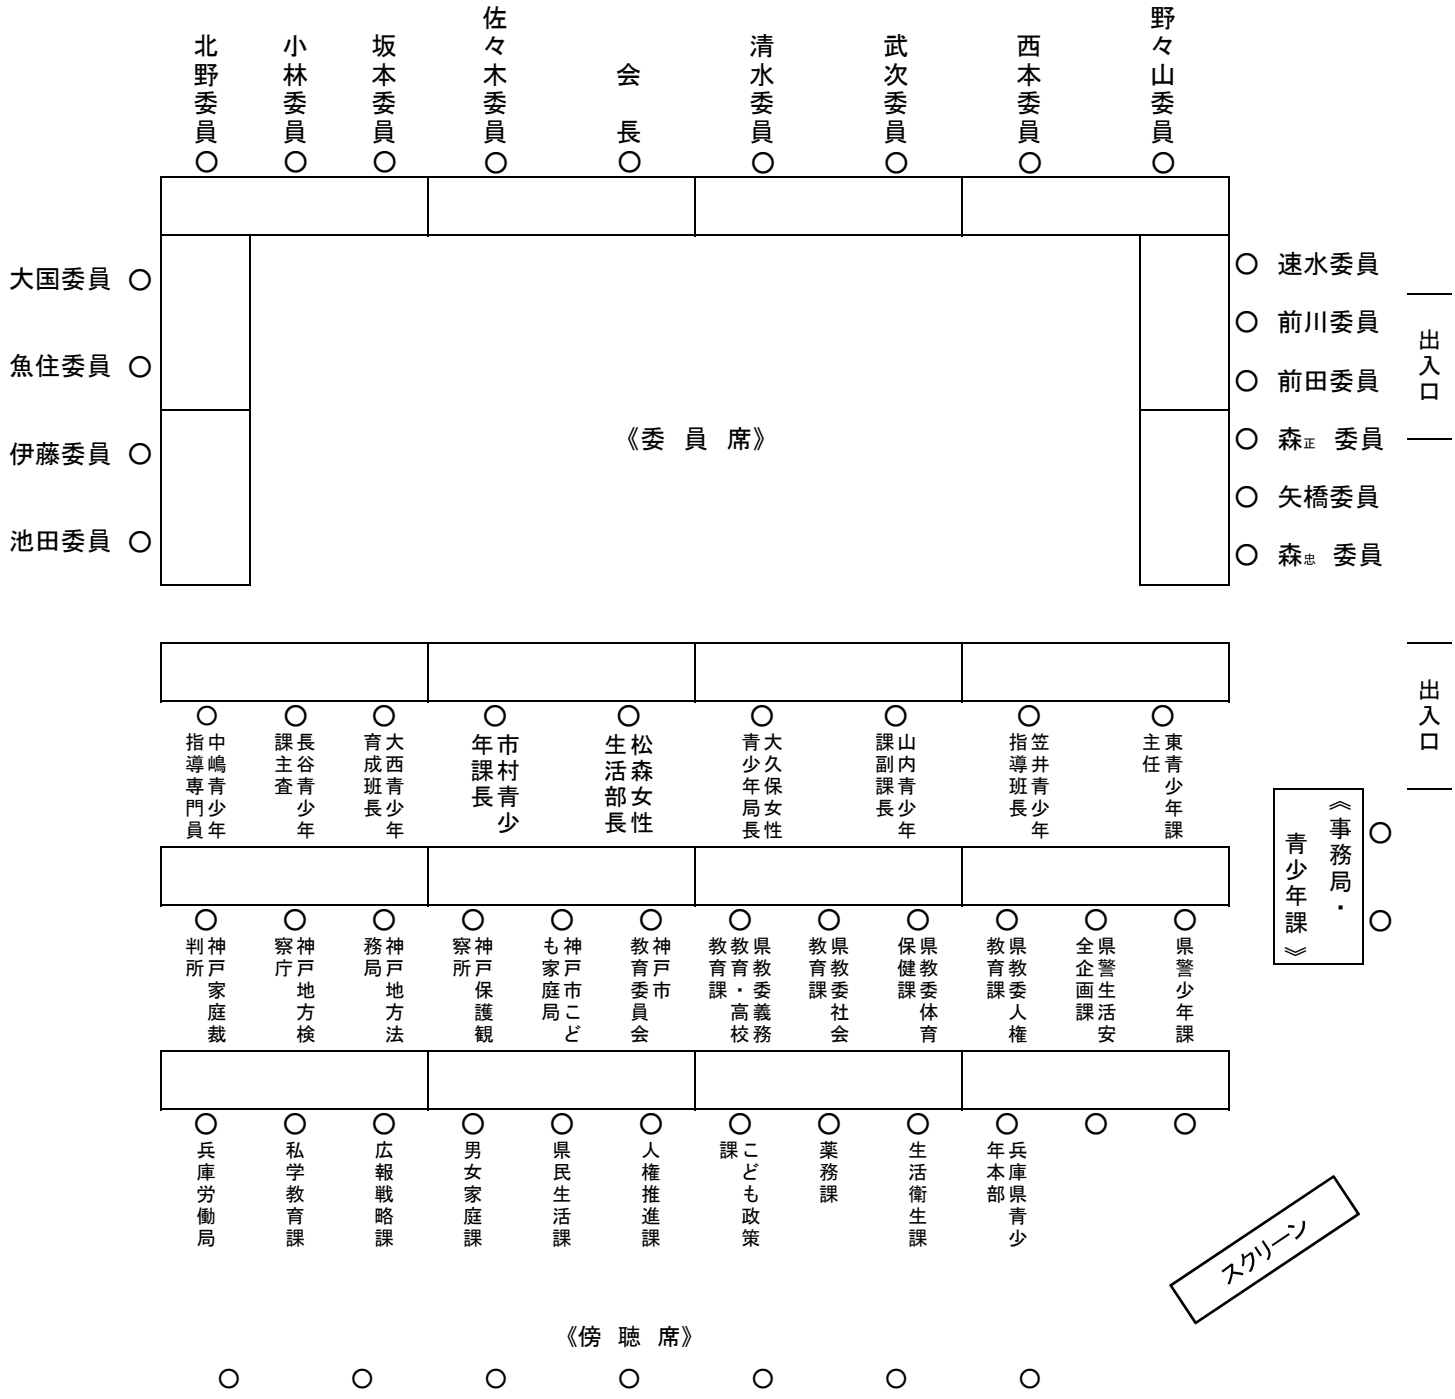 北野委員
小林委員
坂本委員
佐々木委員
会長
清水委員
武次委員
西本委員
野々山委員
大国委員
魚住委員
伊藤委員
池田委員
《委 員 席》
速水委員
前川委員
前田委員
森正 委員
矢橋委員
森忠 委員
出入口
出入口
中嶋青少年
指導専門員
長谷青少年
課主査
大西青少年
育成班長
市村青少
年課長
松森女性
生活部長
大久保女性
青少年局長
山内青少年
課副課長
笠井青少年
指導班長
東青少年課
主任
《事務局・
青少年課》
神戸家庭裁
判所
神戸地方検
察庁
神戸地方法
務局
神戸保護観
察所
神戸市こど
も家庭局
神戸市
教育委員会
県教委義務
教育・高校
教育課
県教委社会
教育課
県教委体育
保健課
県教委人権
教育課
県警生活安
全企画課
県警少年課
兵庫労働局
私学教育課
広報戦略課
男女家庭課
県民生活課
人権推進課
こども政策
課
薬務課
生活衛生課
兵庫県青少
年本部
スクリーン
《傍 聴 席》